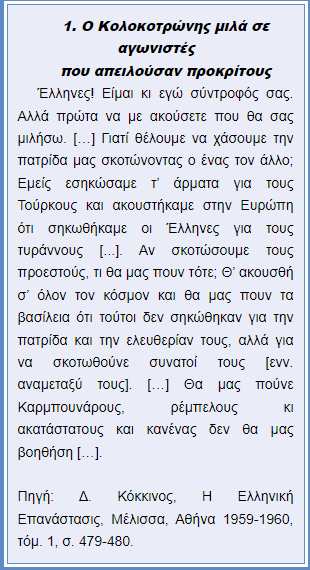 1. Ο Κολοκοτρώνης μιλά σε
αγωνιστές
που απειλούσαν προκρίτους
Έλληνες! Είμαι κι εγώ σύντροφός σας.
Αλλά πρώτα να με ακούσετε που θα σας
μιλήσω. […] Γιατί θέλουμε να χάσουμε την
πατρίδα μας σκοτώνοντας ο ένας τον άλλο;
Εμείς εσηκώσαμε τ’ άρματα για τους
Τούρκους και ακουστήκαμε στην Ευρώπη
ότι σηκωθήκαμε οι Έλληνες για τους
τυράννους [...]. Αν σκοτώσουμε τους
προεστούς, τι θα μας πουν τότε; Θ’ ακουσθή
σ’ όλον τον κόσμον και θα μας πουν τα
βασίλεια ότι τούτοι δεν σηκώθηκαν για την
πατρίδα και την ελευθερίαν τους, αλλά για
να σκοτωθούνε συνατοί τους [ενν.
αναμεταξύ τους]. […] Θα μας πούνε
Καρμπουνάρους, ρέμπελους κι
ακατάστατους και κανένας δεν θα μας
βοηθήση […].
Πηγή: Δ. Κόκκινος, Η Ελληνική
Επανάστασις, Μέλισσα, Αθήνα 1959-1960,
τόμ. 1, σ. 479-480.